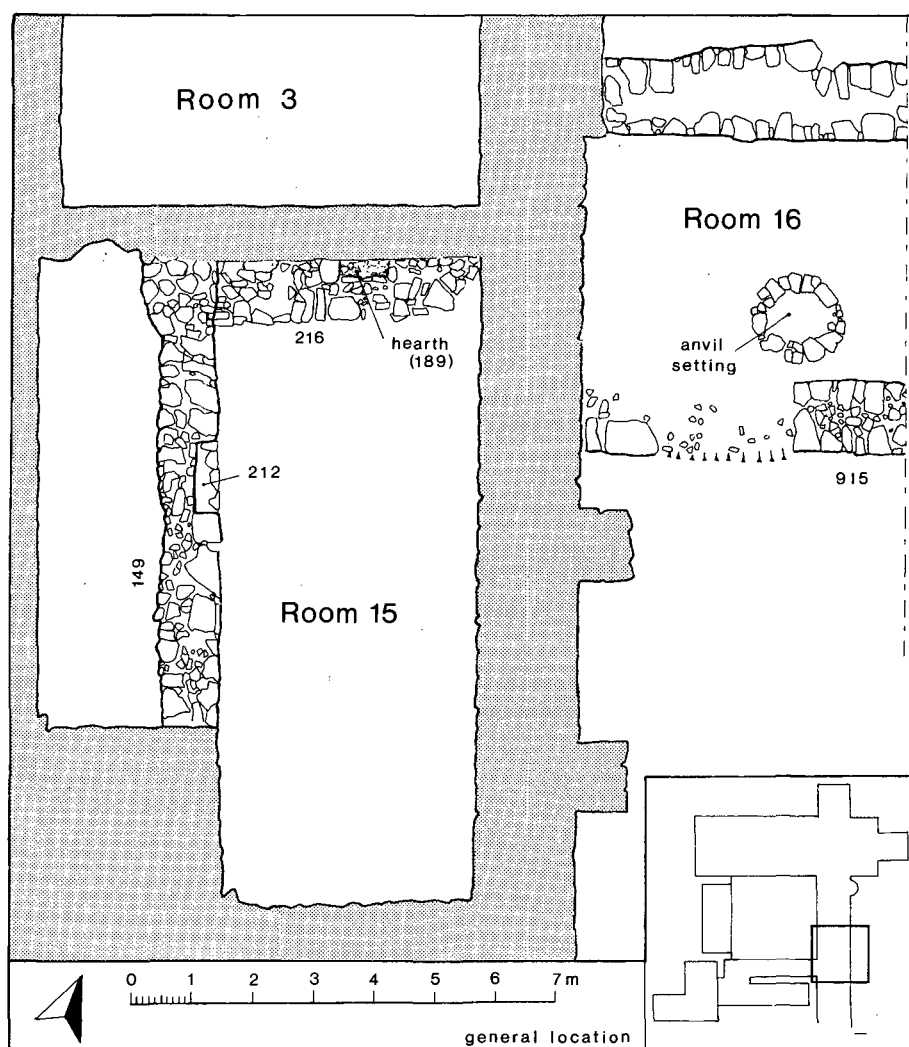 Room 3
Room 16
216
hearth
(189)
anvil
setting
212
915
149
Room 15
0 1 2 3 4 5 6 7 m
general location